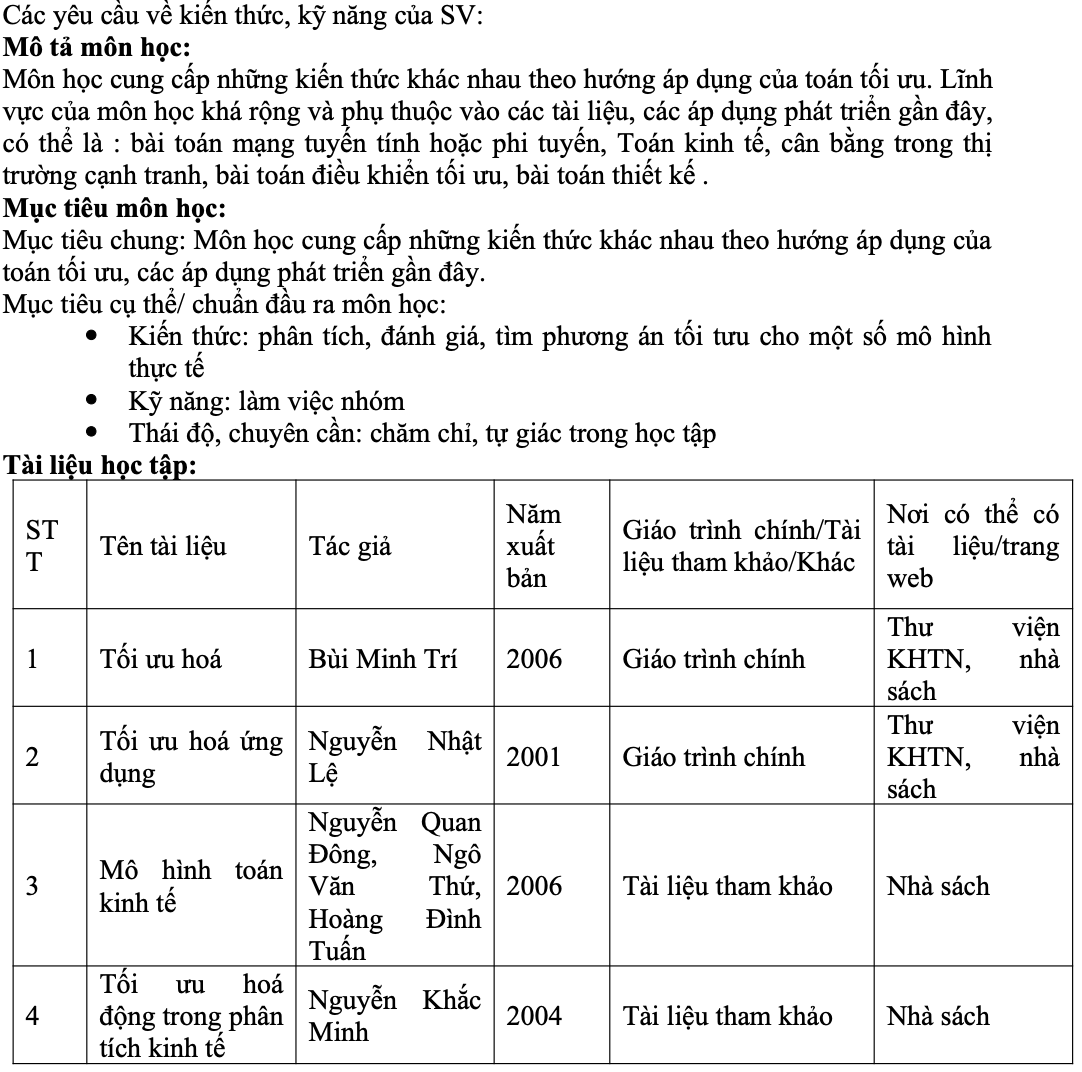 Các yêu cầu về kiến thức, kỹ năng của SV:
Mô tả môn học:
Môn học cung cấp những kiến thức khác nhau theo hướng áp dụng của toán tối ưu. Lĩnh
vực của môn học khá rộng và phụ thuộc vào các tài liệu, các áp dụng phát triển gần đây,
có thể là : bài toán mạng tuyến tính hoặc phi tuyến, Toán kinh tế, cân bằng trong thị
trường cạnh tranh, bài toán điều khiển tối ưu, bài toán thiết kế .
Mục tiêu môn học:
Mục tiêu chung: Môn học cung cấp những kiến thức khác nhau theo hướng áp dụng của
toán tối ưu, các áp dụng phát triển gần đây.
Mục tiêu cụ thể/ chuẩn đầu ra môn học:
• Kiến thức: phân tích, đánh giá, tìm phương án tối tưu cho một số mô hình
thực tế
• Kỹ năng: làm việc nhóm
• Thái độ, chuyên cần: chăm chỉ, tự giác trong học tập
Tài liệu học tập:
ST
T
Tên tài liệu
Tác giả
Năm
xuất
bản
Giáo trình chính/Tài
liệu tham khảo/Khác
Nơi có thể có
tài liệu/trang
web
1
Tối ưu hoá
Bùi Minh Trí
2006
Giáo trình chính
Thư viện
KHTN, nhà
sách
2
Tối ưu hoá ứng
dụng
Nguyễn Nhật
Lệ
2001
Giáo trình chính
Thư viện
KHTN, nhà
sách
3
Mô hình toán
kinh tế
Nguyễn Quan
Đông, Ngô
Văn Thứ,
Hoàng Đình
Tuấn
2006
Tài liệu tham khảo
Nhà sách
4
Tối ưu hoá
động trong phân
tích kinh tế
Nguyễn Khắc
Minh
2004
Tài liệu tham khảo
Nhà sách